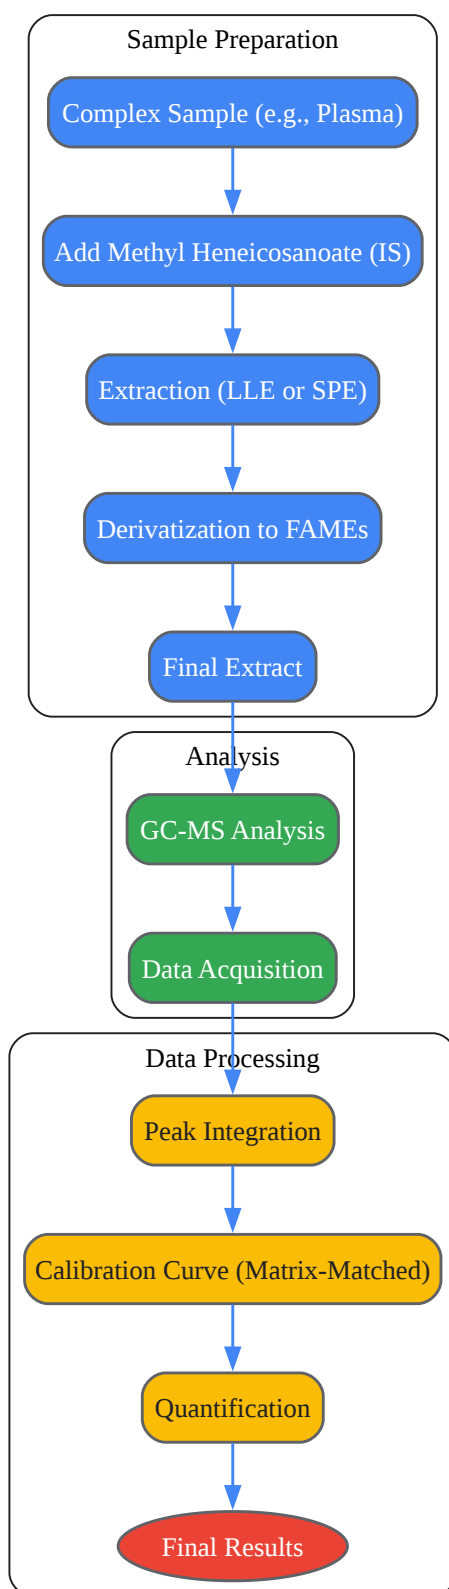 Sample Preparation
Complex Sample (e.g., Plasma)
Add Methyl Heneicosanoate (IS)
Extraction (LLE or SPE)
Derivatization to FAMEs
Final Extract
Analysis
GC-MS Analysis
Data Acquisition
Data Processing
Peak Integration
Calibration Curve (Matrix-Matched)
Quantification
Final Results